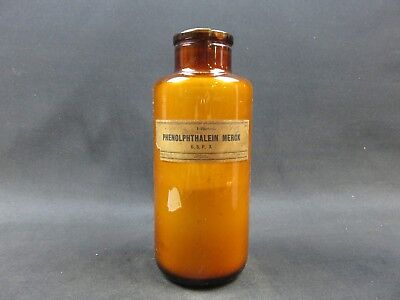 PHENOLPHTHALEIN MERCK
U. S. P. X.